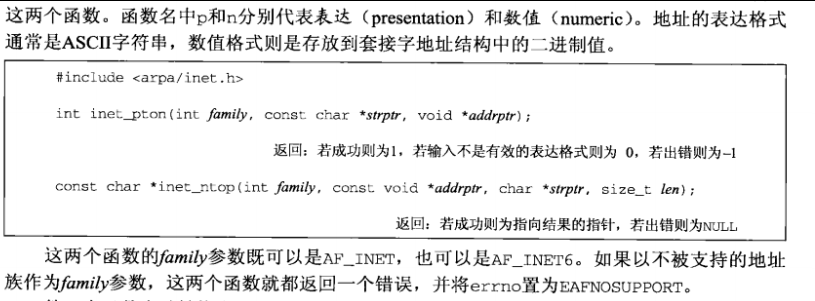 这两个函数。函数名中p和n分别代表表达（presentation）和数值（numeric）。地址的表达格式
通常是ASCII字符串，数值格式则是存放到套接字地址结构中的二进制值。
#include <arpa/inet.h>
int inet_pton(int family, const char *strptr, void *addrptr);
返回：若成功则为1，若输入不是有效的表达格式则为 0，若出错则为–1
const char *inet_ntop(int family, const void *addrptr, char *strptr, size_t len);
返回：若成功则为指向结果的指针，若出错则为NULL
这两个函数的family参数既可以是AF_INET，也可以是AF_INET6。如果以不被支持的地址
族作为family参数，这两个函数就都返回一个错误，并将errno置为EAFNOSUPPORT。